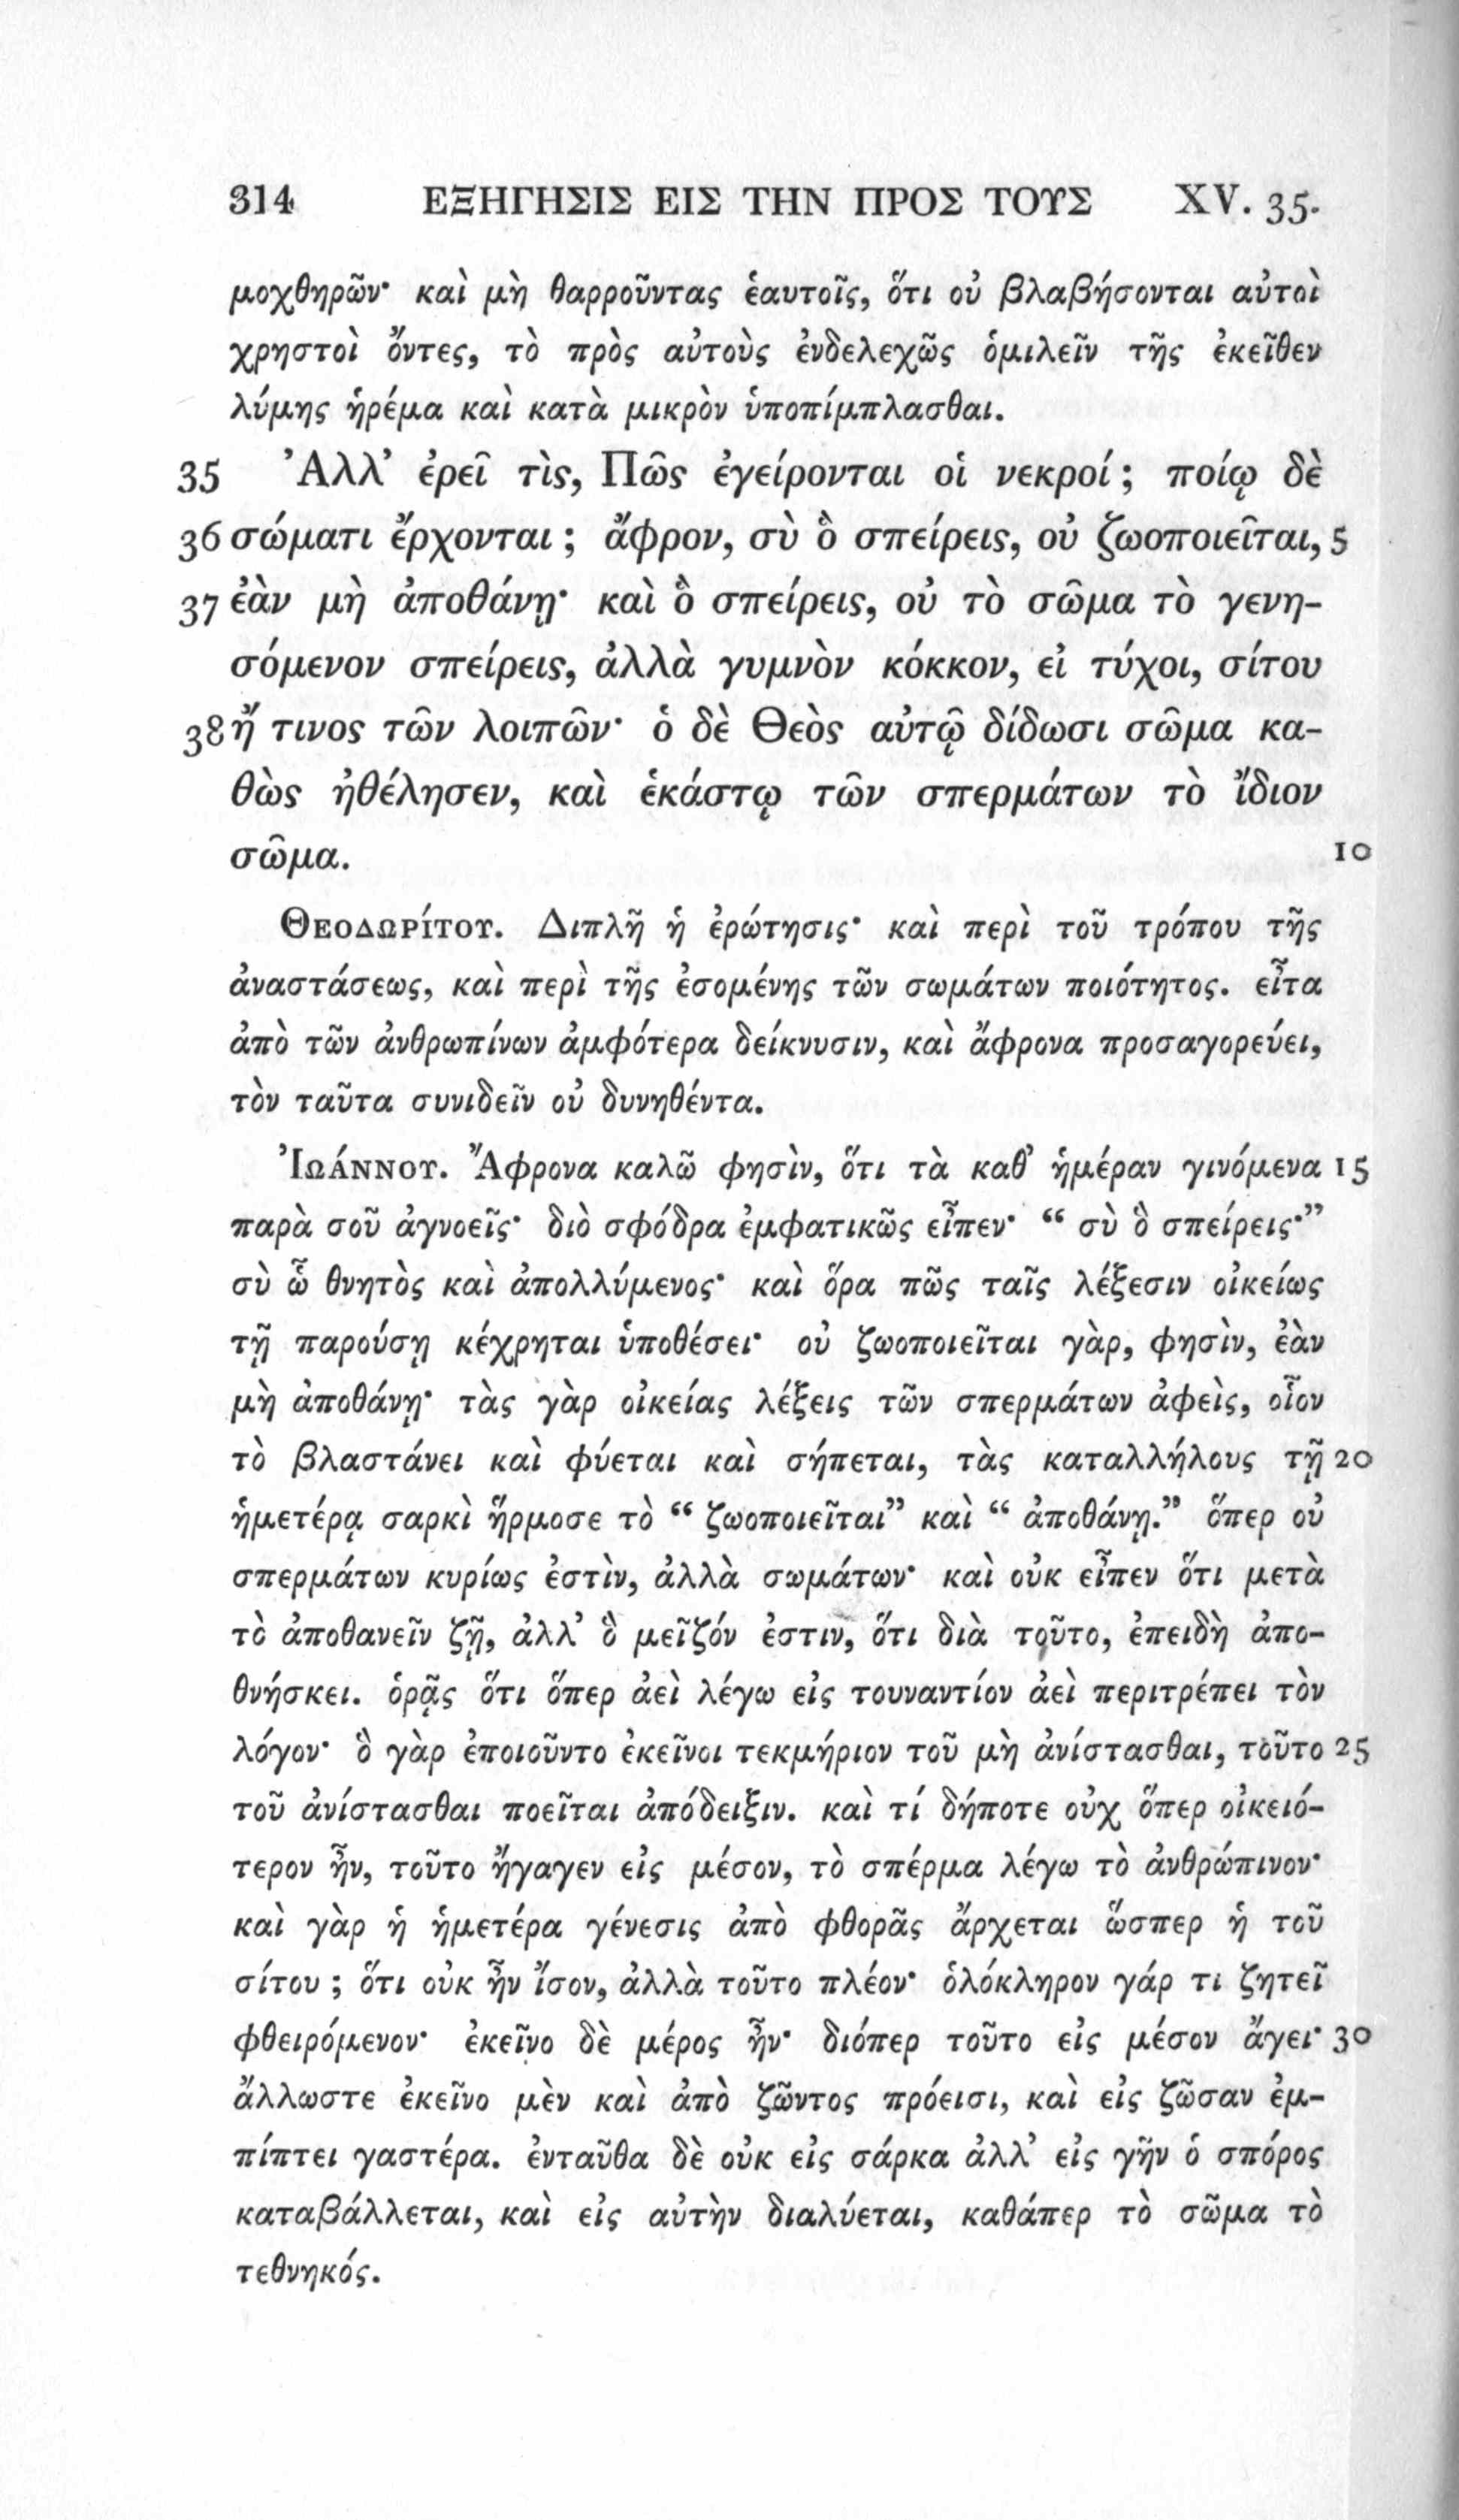 314 ΕΞΗΓΗΣΙΣ ΕΙΣ ΤΗΝ ΠΡΟΣ ΤΟΥΣ XV. 35.
μοχθηρῶν· καὶ μὴ θαρροῦντας ἑαυτοῖς, ὅτι οὐ βλαβήσονται αὐτοὶ
χρηστοὶ ὄντες, τὸ πρὸς αὐτοὺς ἐνδελεχῶς ὁμιλεῖν τῆς ἐκεῖθεν
λύμης ἠρέμα καὶ κατὰ μικρὸν ὑποπίμπλασθαι.
35 Ἀλλ’ ἐρεῖ τὶς, Πῶς ἐγείρονται οἱ νεκροί; ποίῳ δὲ
36 σώματι ἔρχονται; ἄφρον, σὺ ὃ σπείρεις, οὐ ζωοποιεῖται, 5
37 ἐὰν μὴ ἀποθάνῃ· καὶ ὃ σπείρεις, οὐ τὸ σῶμα τὸ γενη-
σόμενον σπείρεις, ἀλλὰ γυμνὸν κόκκον, εἰ τύχοι, σίτου
38 ἤ τινος τῶν λοιπῶν· ὁ δὲ Θεὸς αὐτῷ δίδωσι σῶμα κα-
θὼς ἠθέλησεν, καὶ ἑκάστῳ τῶν σπερμάτων τὸ ἴδιον
σῶμα. 10
Θεοδωρίτου. Διπλῆ ἡ ἐρώτησις· καὶ περὶ τοῦ τρόπου τῆς
ἀναστάσεως, καὶ περὶ τῆς ἐσομένης τῶν σωμάτων ποιότητος. εἶτα
ἀπὸ τῶν ἀνθρωπίνων ἀμφότερα δείκνυσιν, καὶ ἄφρονα προσαγορεύει,
τὸν ταῦτα συνιδεῖν οὐ δυνηθέντα.
Ἰωάννου. Ἄφρονα καλῶ φησὶν, ὅτι τὰ καθ’ ἡμέραν γινόμενα 15
παρὰ σοῦ ἀγνοεῖς· διὸ σφόδρα ἐμφατικῶς εἶπεν· “ σὺ ὃ σπείρεις·”
σὺ ὦ θνητὸς καὶ ἀπολλύμενος· καὶ ὅρα πῶς ταῖς λέξεσιν οἰκείως
τῇ παρούσῃ κέχρηται ὑποθέσει· οὐ ζωοποιεῖται γὰρ, φησὶν, ἐὰν
μὴ ἀποθάνῃ· τὰς γὰρ οἰκείας λέξεις τῶν σπερμάτων ἀφεὶς, οἷον
τὸ βλαστάνει καὶ φύεται καὶ σήπεται, τὰς καταλλήλους τῇ 20
ἡμετέρᾳ σαρκὶ ἥρμοσε τὸ “ ζωοποιεῖται” καὶ “ ἀποθάνῃ.” ὅπερ οὐ
σπερμάτων κυρίως ἐστὶν, ἀλλὰ σωμάτων· καὶ οὐκ εἶπεν ὅτι μετὰ
τὸ ἀποθανεῖν ζῇ, ἀλλ’ ὃ μεῖζόν ἐστιν, ὅτι διὰ τοῦτο, ἐπειδὴ ἀπο-
θνήσκει. ὁρᾷς ὅτι ὅπερ ἀεὶ λέγω εἰς τουναντίον ἀεὶ περιτρέπει τὸν
λόγον· ὃ γὰρ ἐποιοῦντο ἐκεῖνοι τεκμήριον τοῦ μὴ ἀνίστασθαι, τοῦτο 25
τοῦ ἀνίστασθαι ποεῖται ἀπόδειξιν. καὶ τί δήποτε οὐχ ὅπερ οἰκειό-
τερον ἦν, τοῦτο ἤγαγεν εἰς μέσον, τὸ σπέρμα λέγω τὸ ἀνθρώπινον·
καὶ γὰρ ἡ ἡμετέρα γένεσις ἀπὸ φθορᾶς ἄρχεται ὥσπερ ἡ τοῦ
σίτου; ὅτι οὐκ ἦν ἴσον, ἀλλὰ τοῦτο πλέον· ὁλόκληρον γάρ τι ζητεῖ
φθειρόμενον· ἐκεῖνο δὲ μέρος ἦν· διόπερ τοῦτο εἰς μέσον ἄγει· 30
ἄλλωστε ἐκεῖνο μὲν καὶ ἀπὸ ζῶντος πρόεισι, καὶ εἰς ζῶσαν ἐμ-
πίπτει γαστέρα. ἐνταῦθα δὲ οὐκ εἰς σάρκα ἀλλ’ εἰς γῆν ὁ σπόρος
καταβάλλεται, καὶ εἰς αὐτὴν διαλύεται, καθάπερ τὸ σῶμα τὸ
τεθνηκός.